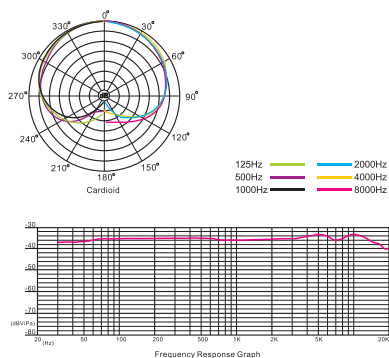 0°
330° 30°
300° 60°
270° dB 90°
240° 120°
210° 150°
180°
Cardioid
125Hz 2000Hz
500Hz 4000Hz
1000Hz 8000Hz
-30
-40
-50
-60
-70
(dBV/Pa)
-80
20 50 100 200 500 1K 2K 5K 20K
(Hz)
Frequency Response Graph